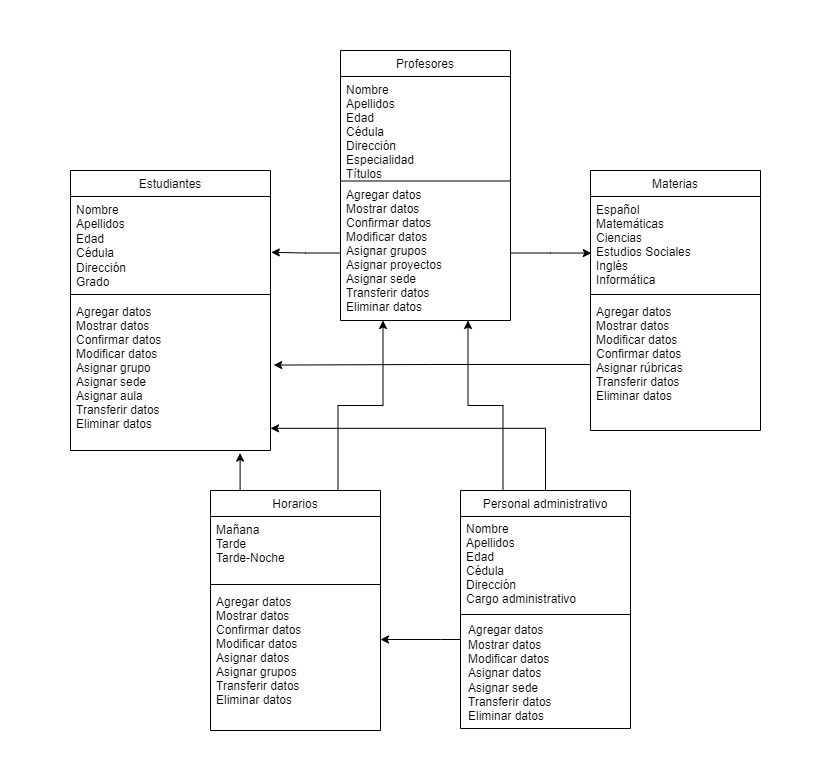 Profesores
Nombre
Apellidos
Edad
Cédula
Dirección
Especialidad
Títulos
Agregar datos
Mostrar datos
Confirmar datos
Modificar datos
Asignar grupos
Asignar proyectos
Asignar sede
Transferir datos
Eliminar datos
Estudiantes
Nombre
Apellidos
Edad
Cédula
Dirección
Grado
Agregar datos
Mostrar datos
Confirmar datos
Modificar datos
Asignar grupo
Asignar sede
Asignar aula
Transferir datos
Eliminar datos
Materias
Español
Matemáticas
Ciencias
Estudios Sociales
Inglés
Informática
Agregar datos
Mostrar datos
Modificar datos
Confirmar datos
Asignar rúbricas
Transferir datos
Eliminar datos
Horarios
Mañana
Tarde
Tarde-Noche
Agregar datos
Mostrar datos
Confirmar datos
Modificar datos
Asignar datos
Asignar grupos
Transferir datos
Eliminar datos
Personal administrativo
Nombre
Apellidos
Edad
Cédula
Dirección
Cargo administrativo
Agregar datos
Mostrar datos
Modificar datos
Asignar datos
Asignar sede
Transferir datos
Eliminar datos